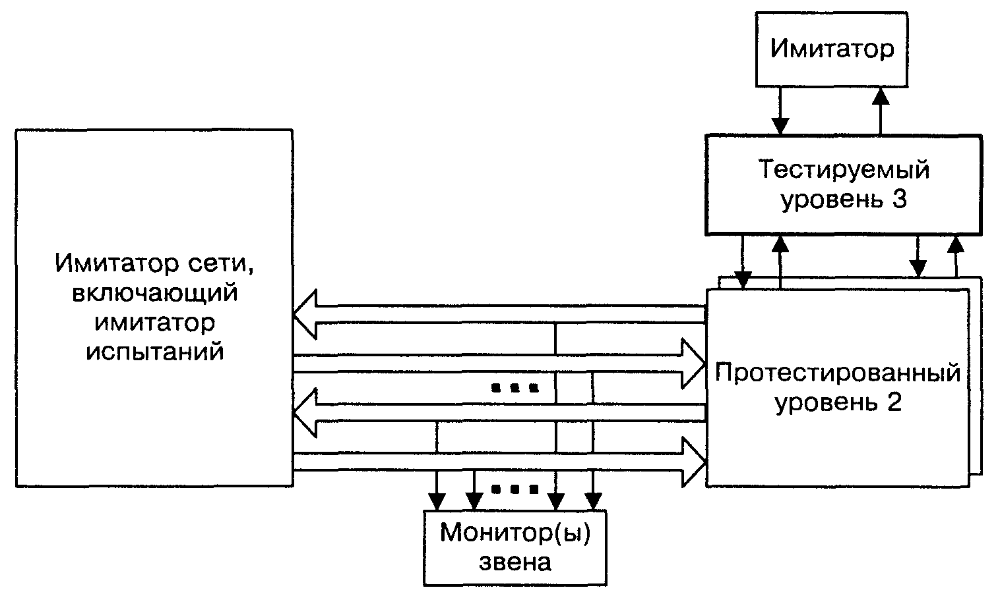 Имитатор
Тестируемый
уровень 3
Имитатор сети,
включающий
имитатор
испытаний
Протестированный
уровень 2
Монитор(ы)
звена